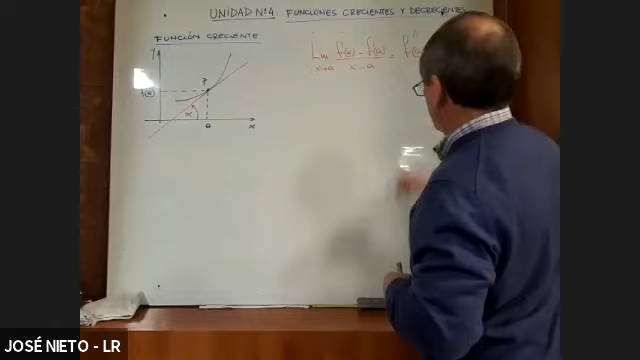 UNIDAD Nº4: FUNCIONES CRECIENTES Y DECRECIENTES
FUNCIÓN CRECIENTE
Y
P
f(a)
α
a
x
Lim f(x) - f(a) =
x→a x - a
JOSÉ NIETO - LR